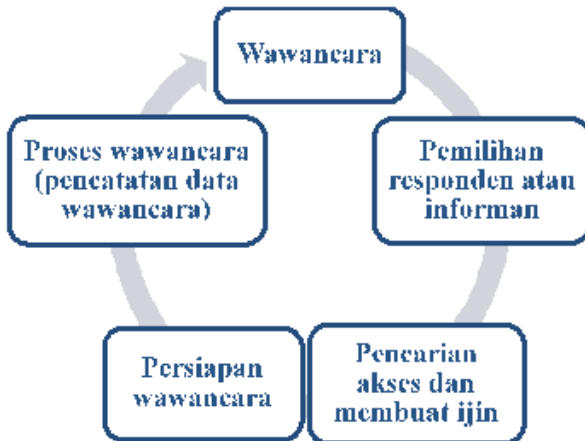 Wawancara
Pemilihan
responden atau
informan
Pencarian
akses dan
membuat ijin
Persiapan
wawancara
Proses wawancara
(pencatatan data
wawancara)